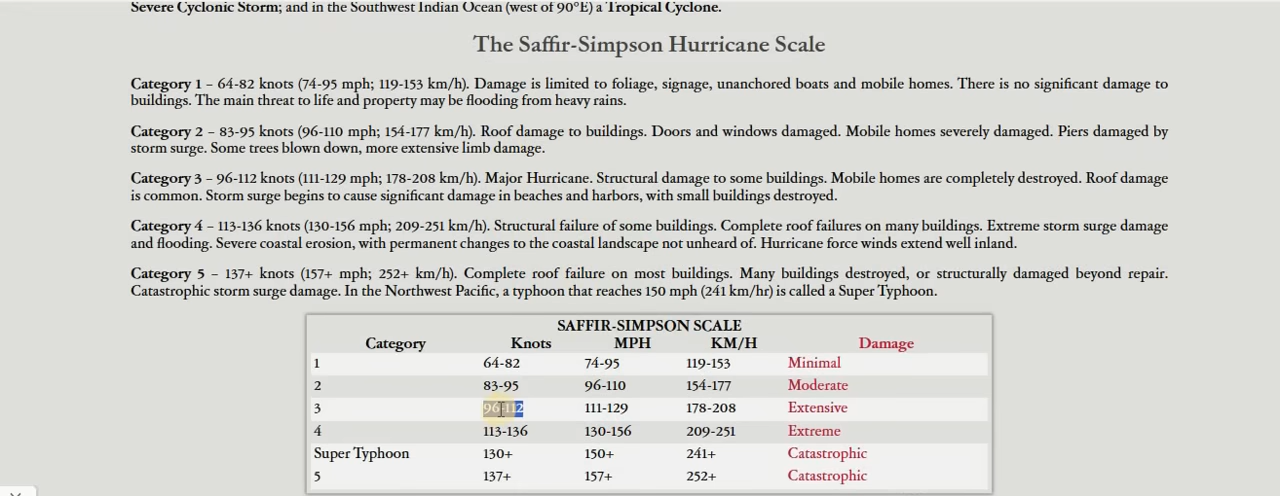 Severe Cyclonic Storm; and in the Southwest Indian Ocean (west of 90°E) a Tropical Cyclone.
The Saffir-Simpson Hurricane Scale
Category 1 – 64-82 knots (74-95 mph; 119-153 km/h). Damage is limited to foliage, signage, unanchored boats and mobile homes. There is no significant damage to
buildings. The main threat to life and property may be flooding from heavy rains.
Category 2 – 83-95 knots (96-110 mph; 154-177 km/h). Roof damage to buildings. Doors and windows damaged. Mobile homes severely damaged. Piers damaged by
storm surge. Some trees blown down, more extensive limb damage.
Category 3 – 96-112 knots (111-129 mph; 178-208 km/h). Major Hurricane. Structural damage to some buildings. Mobile homes are completely destroyed. Roof damage
is common. Storm surge begins to cause significant damage in beaches and harbors, with small buildings destroyed.
Category 4 – 113-136 knots (130-156 mph; 209-251 km/h). Structural failure of some buildings. Complete roof failures on many buildings. Extreme storm surge damage
and flooding. Severe coastal erosion, with permanent changes to the coastal landscape not unheard of. Hurricane force winds extend well inland.
Category 5 – 137+ knots (157+ mph; 252+ km/h). Complete roof failure on most buildings. Many buildings destroyed, or structurally damaged beyond repair.
Catastrophic storm surge damage. In the Northwest Pacific, a typhoon that reaches 150 mph (241 km/hr) is called a Super Typhoon.
SAFFIR-SIMPSON SCALE
Category Knots MPH KM/H Damage
1 64-82 74-95 119-153 Minimal
2 83-95 96-110 154-177 Moderate
3 96-112 111-129 178-208 Extensive
4 113-136 130-156 209-251 Extreme
Super Typhoon 130+ 150+ 241+ Catastrophic
5 137+ 157+ 252+ Catastrophic